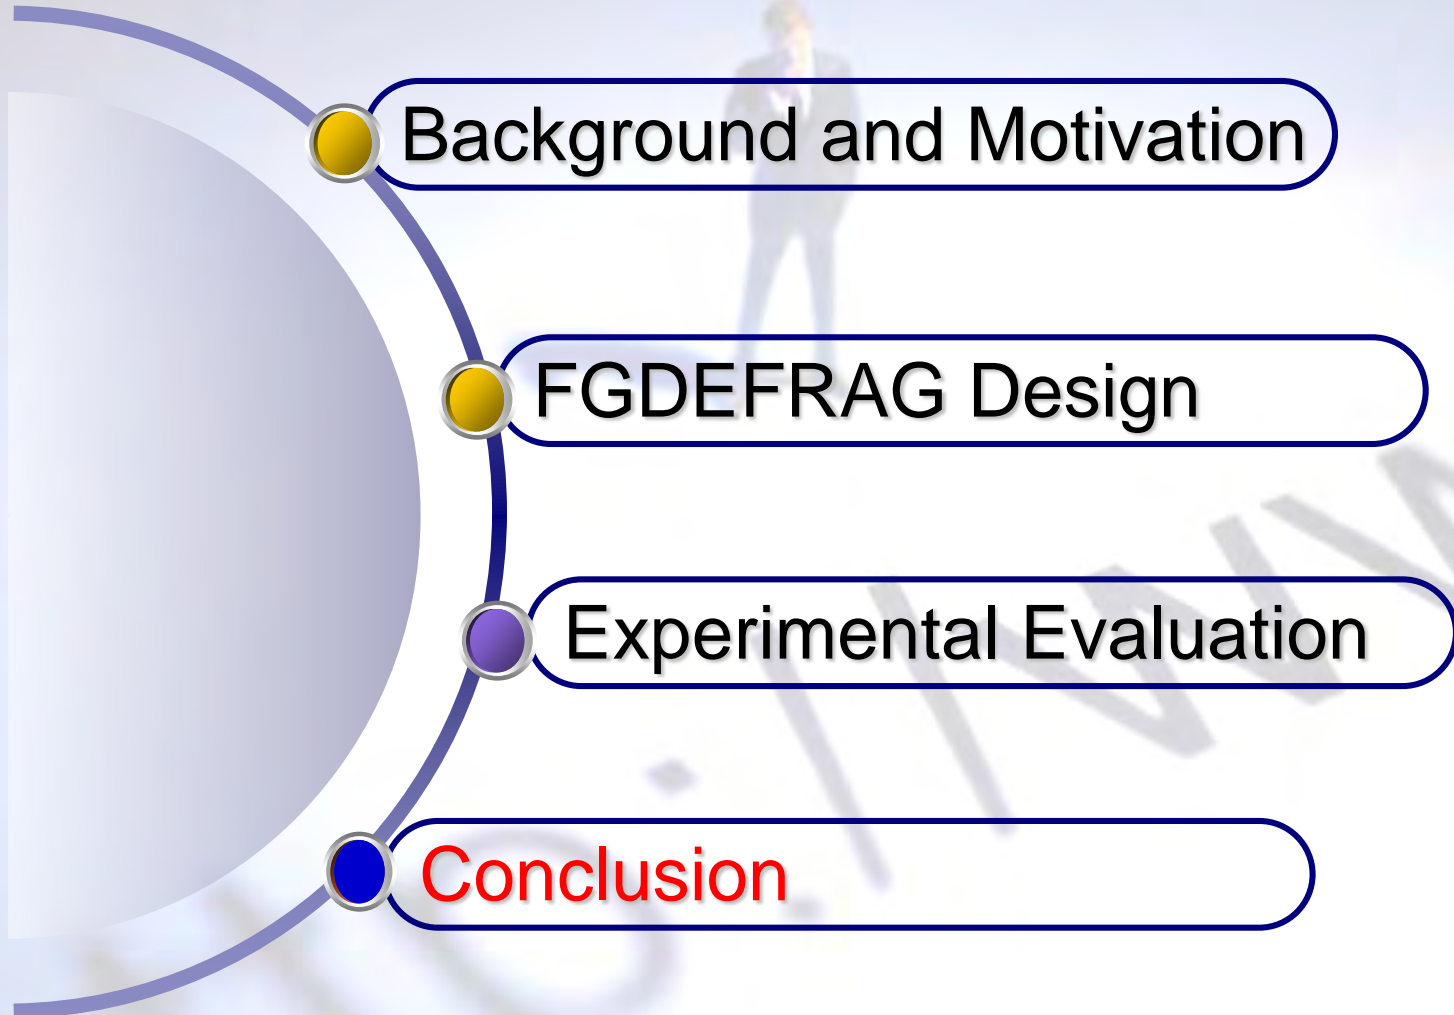 Background and Motivation
FGDEFRAG Design
Experimental Evaluation
Conclusion